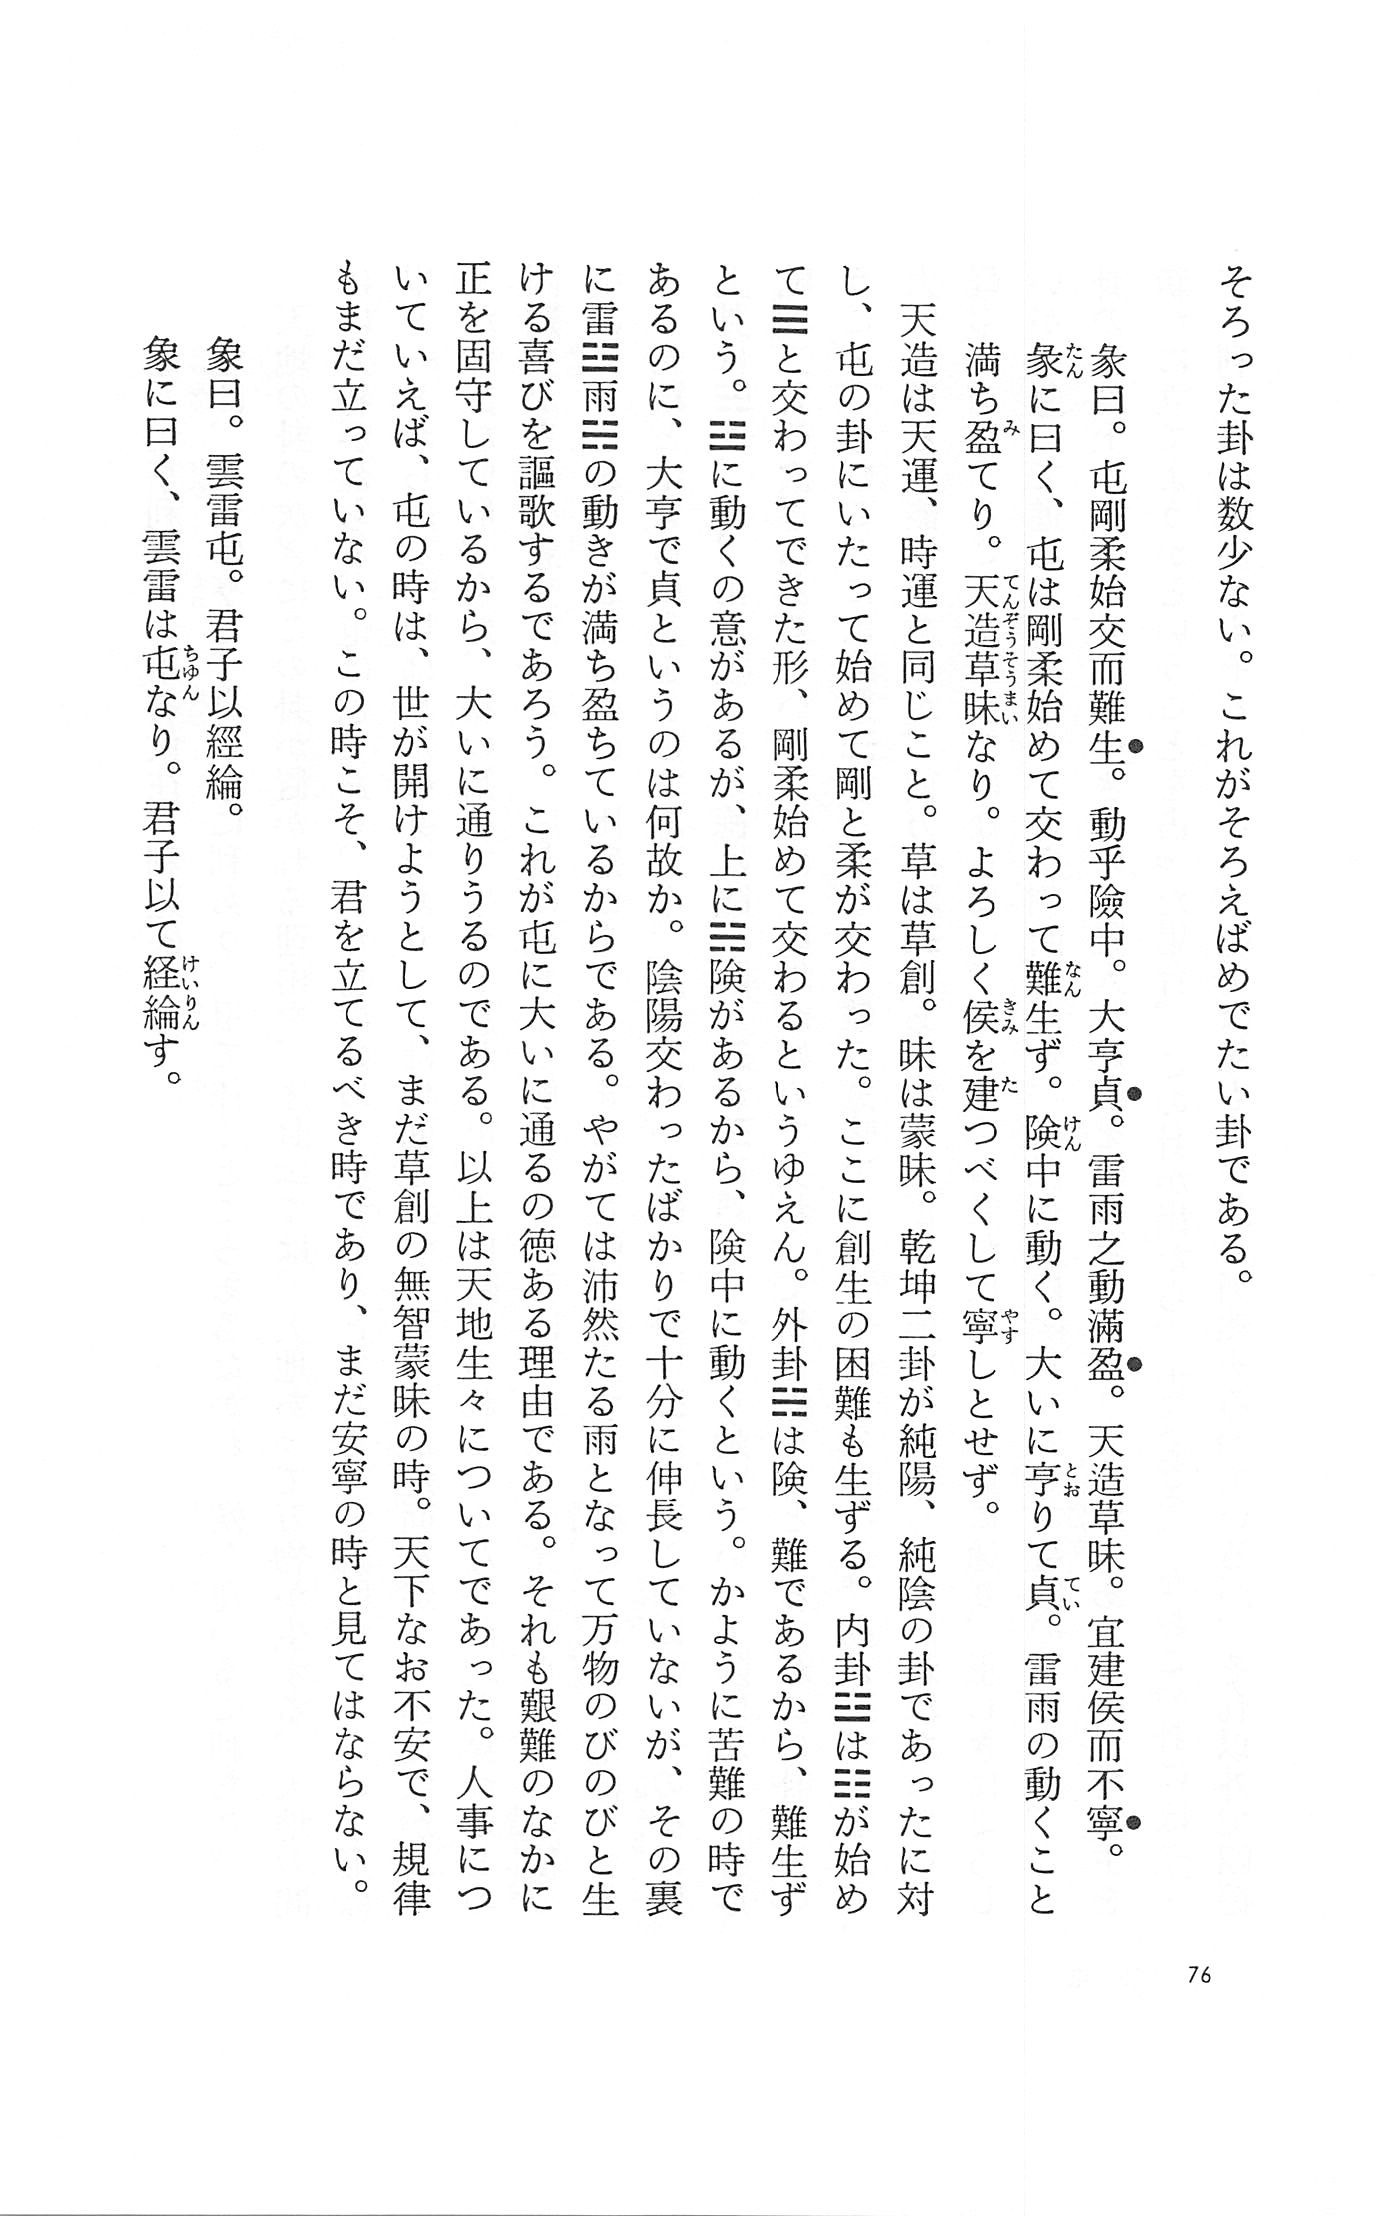 そろった卦は数少ない。これがそろえばめでたい卦である。
彖曰。屯剛柔始交而難生。動乎險中。大亨貞。雷雨之動滿盈。天造草昧。宜建侯而不寧。
彖に曰く、屯は剛柔始めて交わって難生ず。険中に動く。大いに亨りて貞。雷雨の動くこと
満ち盈てり。天造草昧なり。よろしく侯を建つべくして寧しとせず。
天造は天運、時運と同じこと。草は草創。昧は蒙昧。乾坤二卦が純陽、純陰の卦であったに対
し、屯の卦にいたって始めて剛と柔が交わった。ここに創生の困難も生ずる。内卦☳は☷が始め
て☰と交わってできた形、剛柔始めて交わるというゆえん。外卦☵は険、難であるから、難生ず
という。☳に動くの意があるが、上に☵険があるから、険中に動くという。かように苦難の時で
あるのに、大亨で貞というのは何故か。陰陽交わったばかりで十分に伸長していないが、その裏
に雷☳雨☵の動きが満ち盈ちているからである。やがては沛然たる雨となって万物のびのびと生
ける喜びを謳歌するであろう。これが屯に大いに通るの徳ある理由である。それも艱難のなかに
正を固守しているから、大いに通りうるのである。以上は天地生々についてであった。人事につ
いていえば、屯の時は、世が開けようとして、まだ草創の無智蒙昧の時。天下なお不安で、規律
もまだ立っていない。この時こそ、君を立てるべき時であり、まだ安寧の時と見てはならない。
象曰。雲雷屯。君子以經綸。
象に曰く、雲雷は屯なり。君子以て経綸す。
76